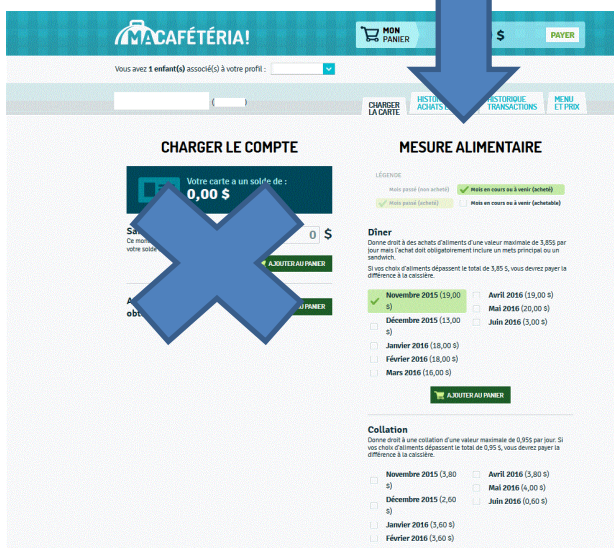 MACAFÉTÉRIA!
MON
PANIER
$
PAYER
Vous avez 1 enfant(s) associé(s) à votre profil :
( )
CHARGER
LA CARTE
HISTORIQUE
TRANSACTIONS
MENU
ET PRIX
CHARGER LE COMPTE
Votre carte a un solde de :
0,00 $
0 $
votre solde
AJOUTER AU PANIER
PANIER
MESURE ALIMENTAIRE
LÉGENDE
Mois passé (non acheté)
Mois en cours ou à venir (acheté)
Mois passé (acheté)
Mois en cours ou à venir (achetable)
Dîner
Donne droit à des achats d'aliments d'une valeur maximale de 3,85$ par
jour mais l'achat doit obligatoirement inclure un mets principal ou un
sandwich.
Si vos choix d'aliments dépassent le total de 3,85 $, vous devrez payer la
différence à la caissière.
Novembre 2015 (19,00
$)
Décembre 2015 (13,00
$)
Janvier 2016 (18,00 $)
Février 2016 (18,00 $)
Mars 2016 (16,00 $)
Avril 2016 (19,00 $)
Mai 2016 (20,00 $)
Juin 2016 (3,00 $)
AJOUTER AU PANIER
Collation
Donne droit à une collation d'une valeur maximale de 0,95$ par jour. Si
vos choix d'aliments dépassent le total de 0,95 $, vous devrez payer la
différence à la caissière.
Novembre 2015 (3,80
$)
Décembre 2015 (2,60
$)
Janvier 2016 (3,60 $)
Février 2016 (3,60 $)
Avril 2016 (3,80 $)
Mai 2016 (4,00 $)
Juin 2016 (0,60 $)